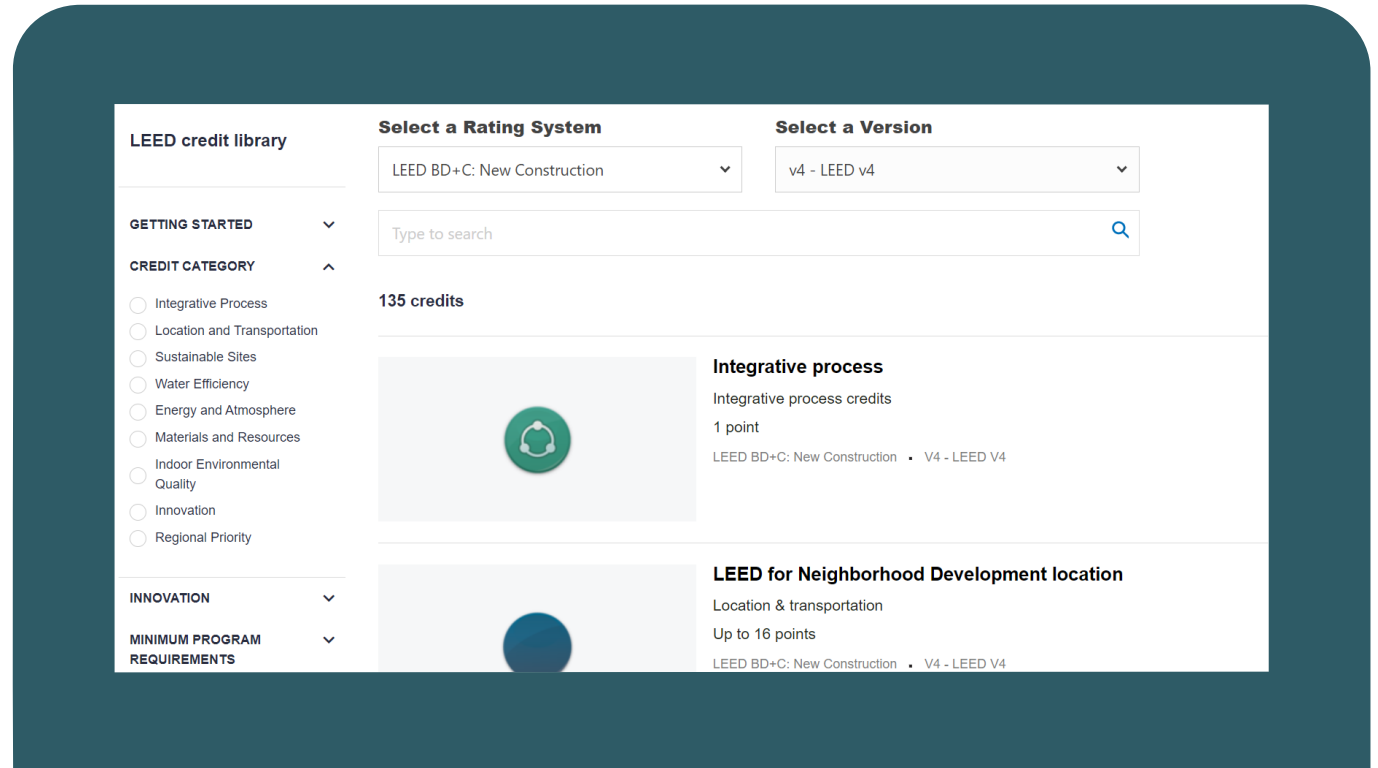 LEED credit library
GETTING STARTED
CREDIT CATEGORY
Integrative Process
Location and Transportation
Sustainable Sites
Water Efficiency
Energy and Atmosphere
Materials and Resources
Indoor Environmental
Quality
Innovation
Regional Priority
INNOVATION
MINIMUM PROGRAM
REQUIREMENTS
Select a Rating System
LEED BD+C: New Construction
Select a Version
v4 - LEED v4
Type to search
135 credits
Integrative process
Integrative process credits
1 point
LEED BD+C: New Construction ▪ V4 - LEED V4
LEED for Neighborhood Development location
Location & transportation
Up to 16 points
LEED BD+C: New Construction ▪ V4 - LEED V4